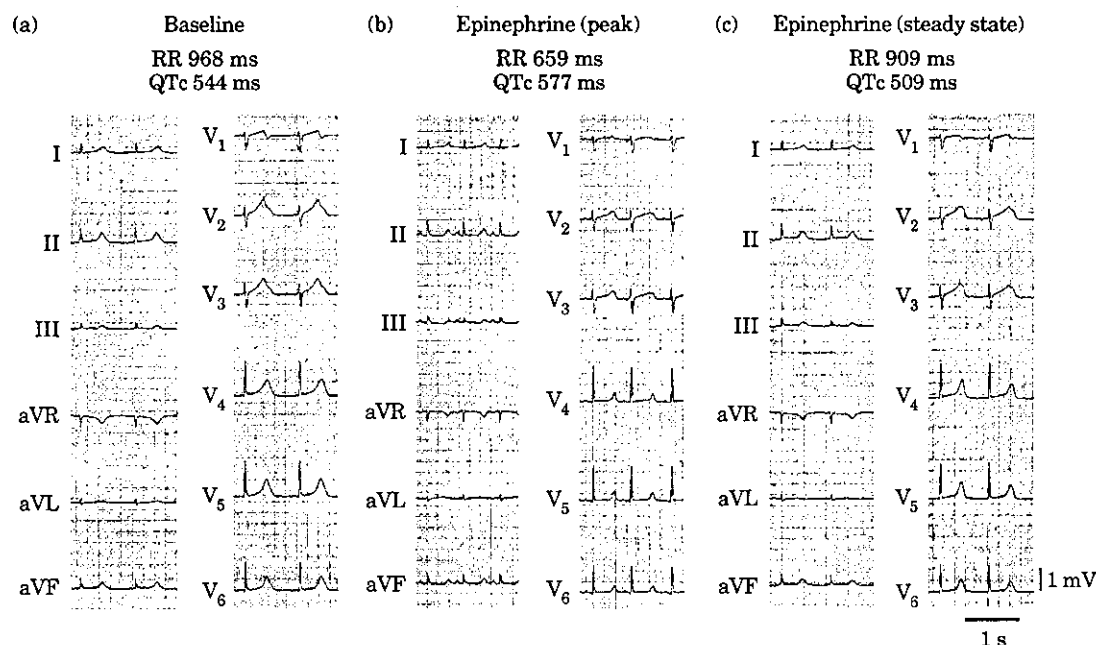 (a) Baseline
RR 968 ms
QTc 544 ms
I
II
III
aVR
aVL
aVF
V1
V2
V3
V4
V5
V6
(b) Epinephrine (peak)
RR 659 ms
QTc 577 ms
I
II
III
aVR
aVL
aVF
V1
V2
V3
V4
V5
V6
(c) Epinephrine (steady state)
RR 909 ms
QTc 509 ms
I
II
III
aVR
aVL
aVF
V1
V2
V3
V4
V5
V6
1 mV
1 s